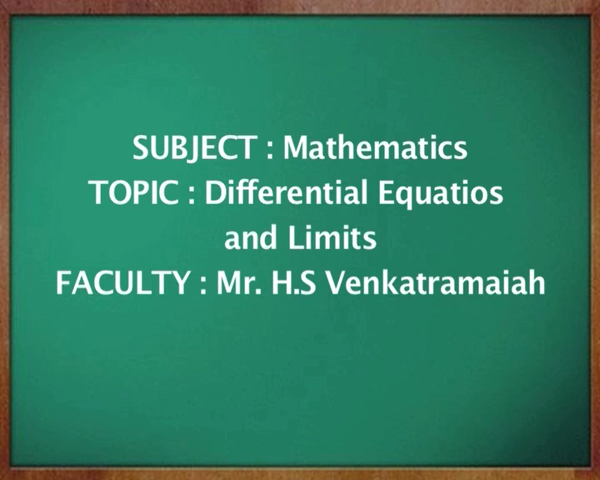 SUBJECT : Mathematics
TOPIC : Differential Equatios
and Limits
FACULTY : Mr. H.S Venkatramaiah